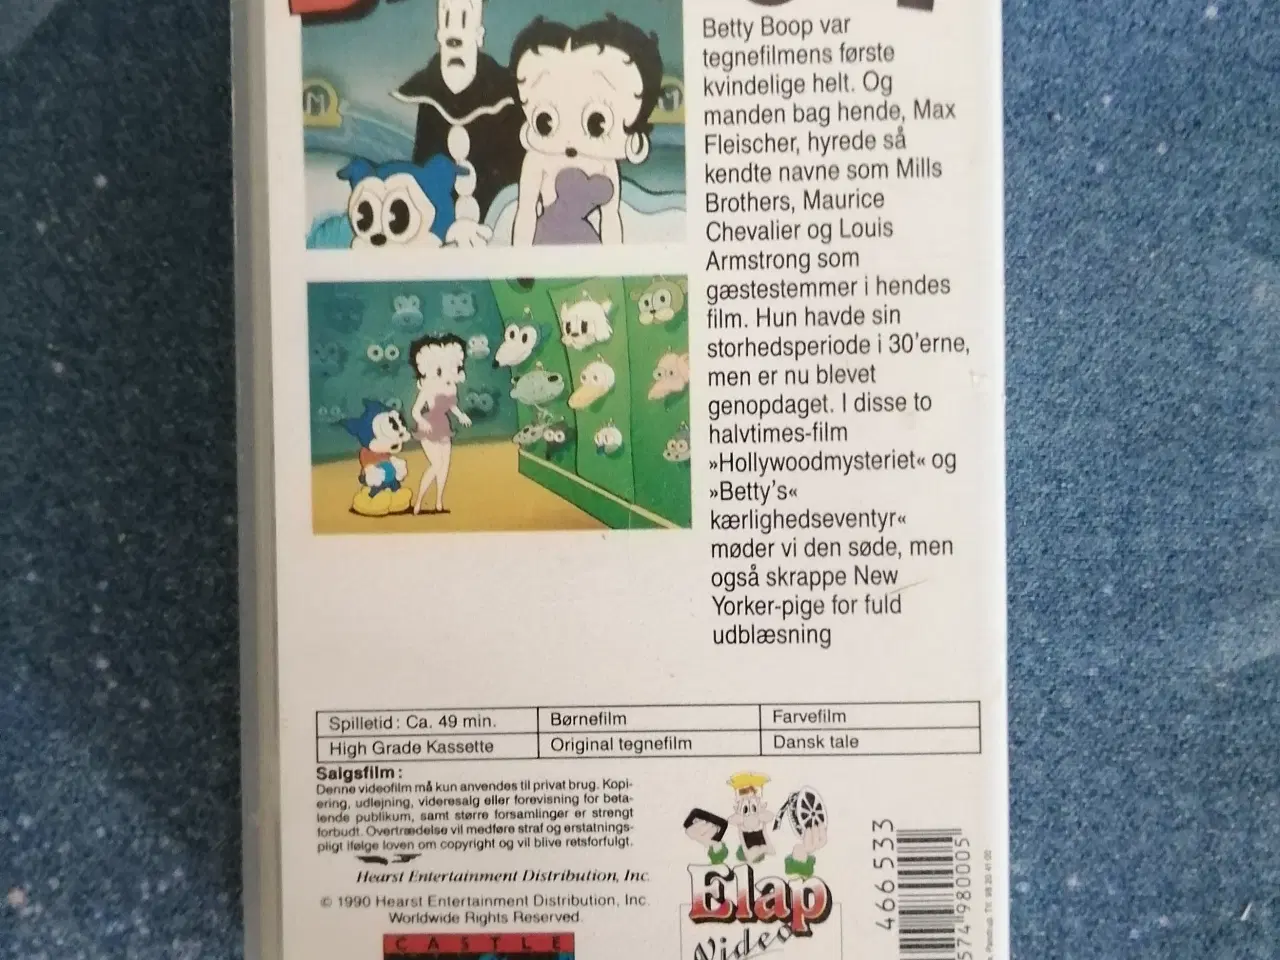 Betty Boop var
tegnefilmens første
kvindelige helt. Og
manden bag hende, Max
Fleischer, hyrede så
kendte navne som Mills
Brothers, Maurice
Chevalier og Louis
Armstrong som
gæstestemmer i hendes
film. Hun havde sin
storhedsperiode i 30'erne,
men er nu blevet
genopdaget. I disse to
halvtimes-film
»Hollywoodmysteriet« og
»Betty's«
kærlighedseventyr«
møder vi den søde, men
også skrappe New
Yorker-pige for fuld
udblæsning
Spilletid: Ca. 49 min. Børnefilm Farvefilm
High Grade Kassette Original tegnefilm Dansk tale
Salgsfilm:
Denne videofilm må kun anvendes til privat brug. Kopi-
ering, udlejning, videresalg eller forevisning for beta-
lende publikum, samt større forsamlinger er strengt
forbudt. Overtrædelse vil medføre straf og erstatnings-
pligt ifølge loven om copyright og vil blive retsforfulgt.
Hearst Entertainment Distribution, Inc.
© 1990 Hearst Entertainment Distribution, Inc.
Worldwide Rights Reserved.
CASTLE
Elap
Video
466533
574980005
M
M